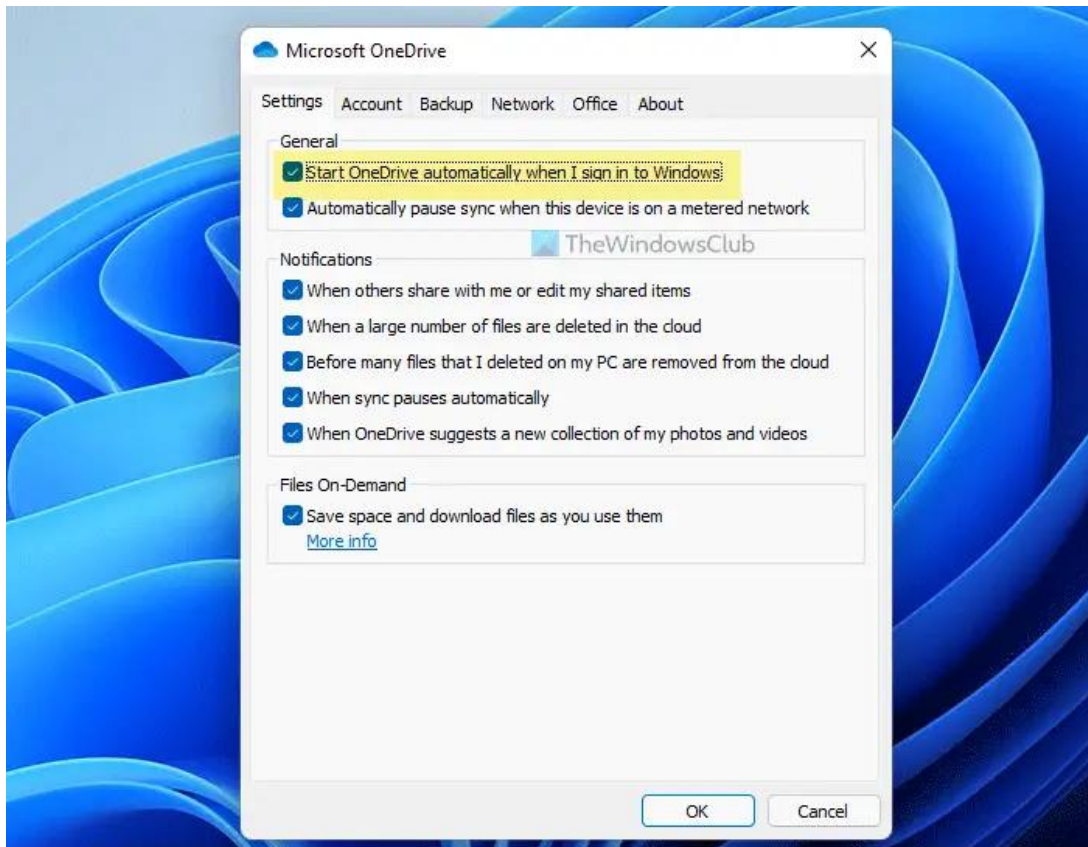 Microsoft OneDrive
Settings Account Backup Network Office About
General
Start OneDrive automatically when I sign in to Windows
Automatically pause sync when this device is on a metered network
TheWindowsClub
Notifications
When others share with me or edit my shared items
When a large number of files are deleted in the cloud
Before many files that I deleted on my PC are removed from the cloud
When sync pauses automatically
When OneDrive suggests a new collection of my photos and videos
Files On-Demand
Save space and download files as you use them
More info
OK Cancel